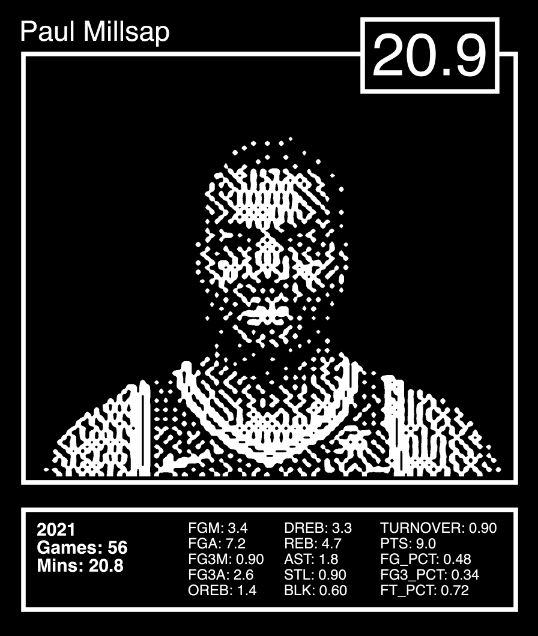 Paul Millsap
20.9
2021
Games: 56
Mins: 20.8
FGM: 3.4
FGA: 7.2
FG3M: 0.90
FG3A: 2.6
OREB: 1.4
DREB: 3.3
REB: 4.7
AST: 1.8
STL: 0.90
BLK: 0.60
TURNOVER: 0.90
PTS: 9.0
FG_PCT: 0.48
FG3_PCT: 0.34
FT_PCT: 0.72